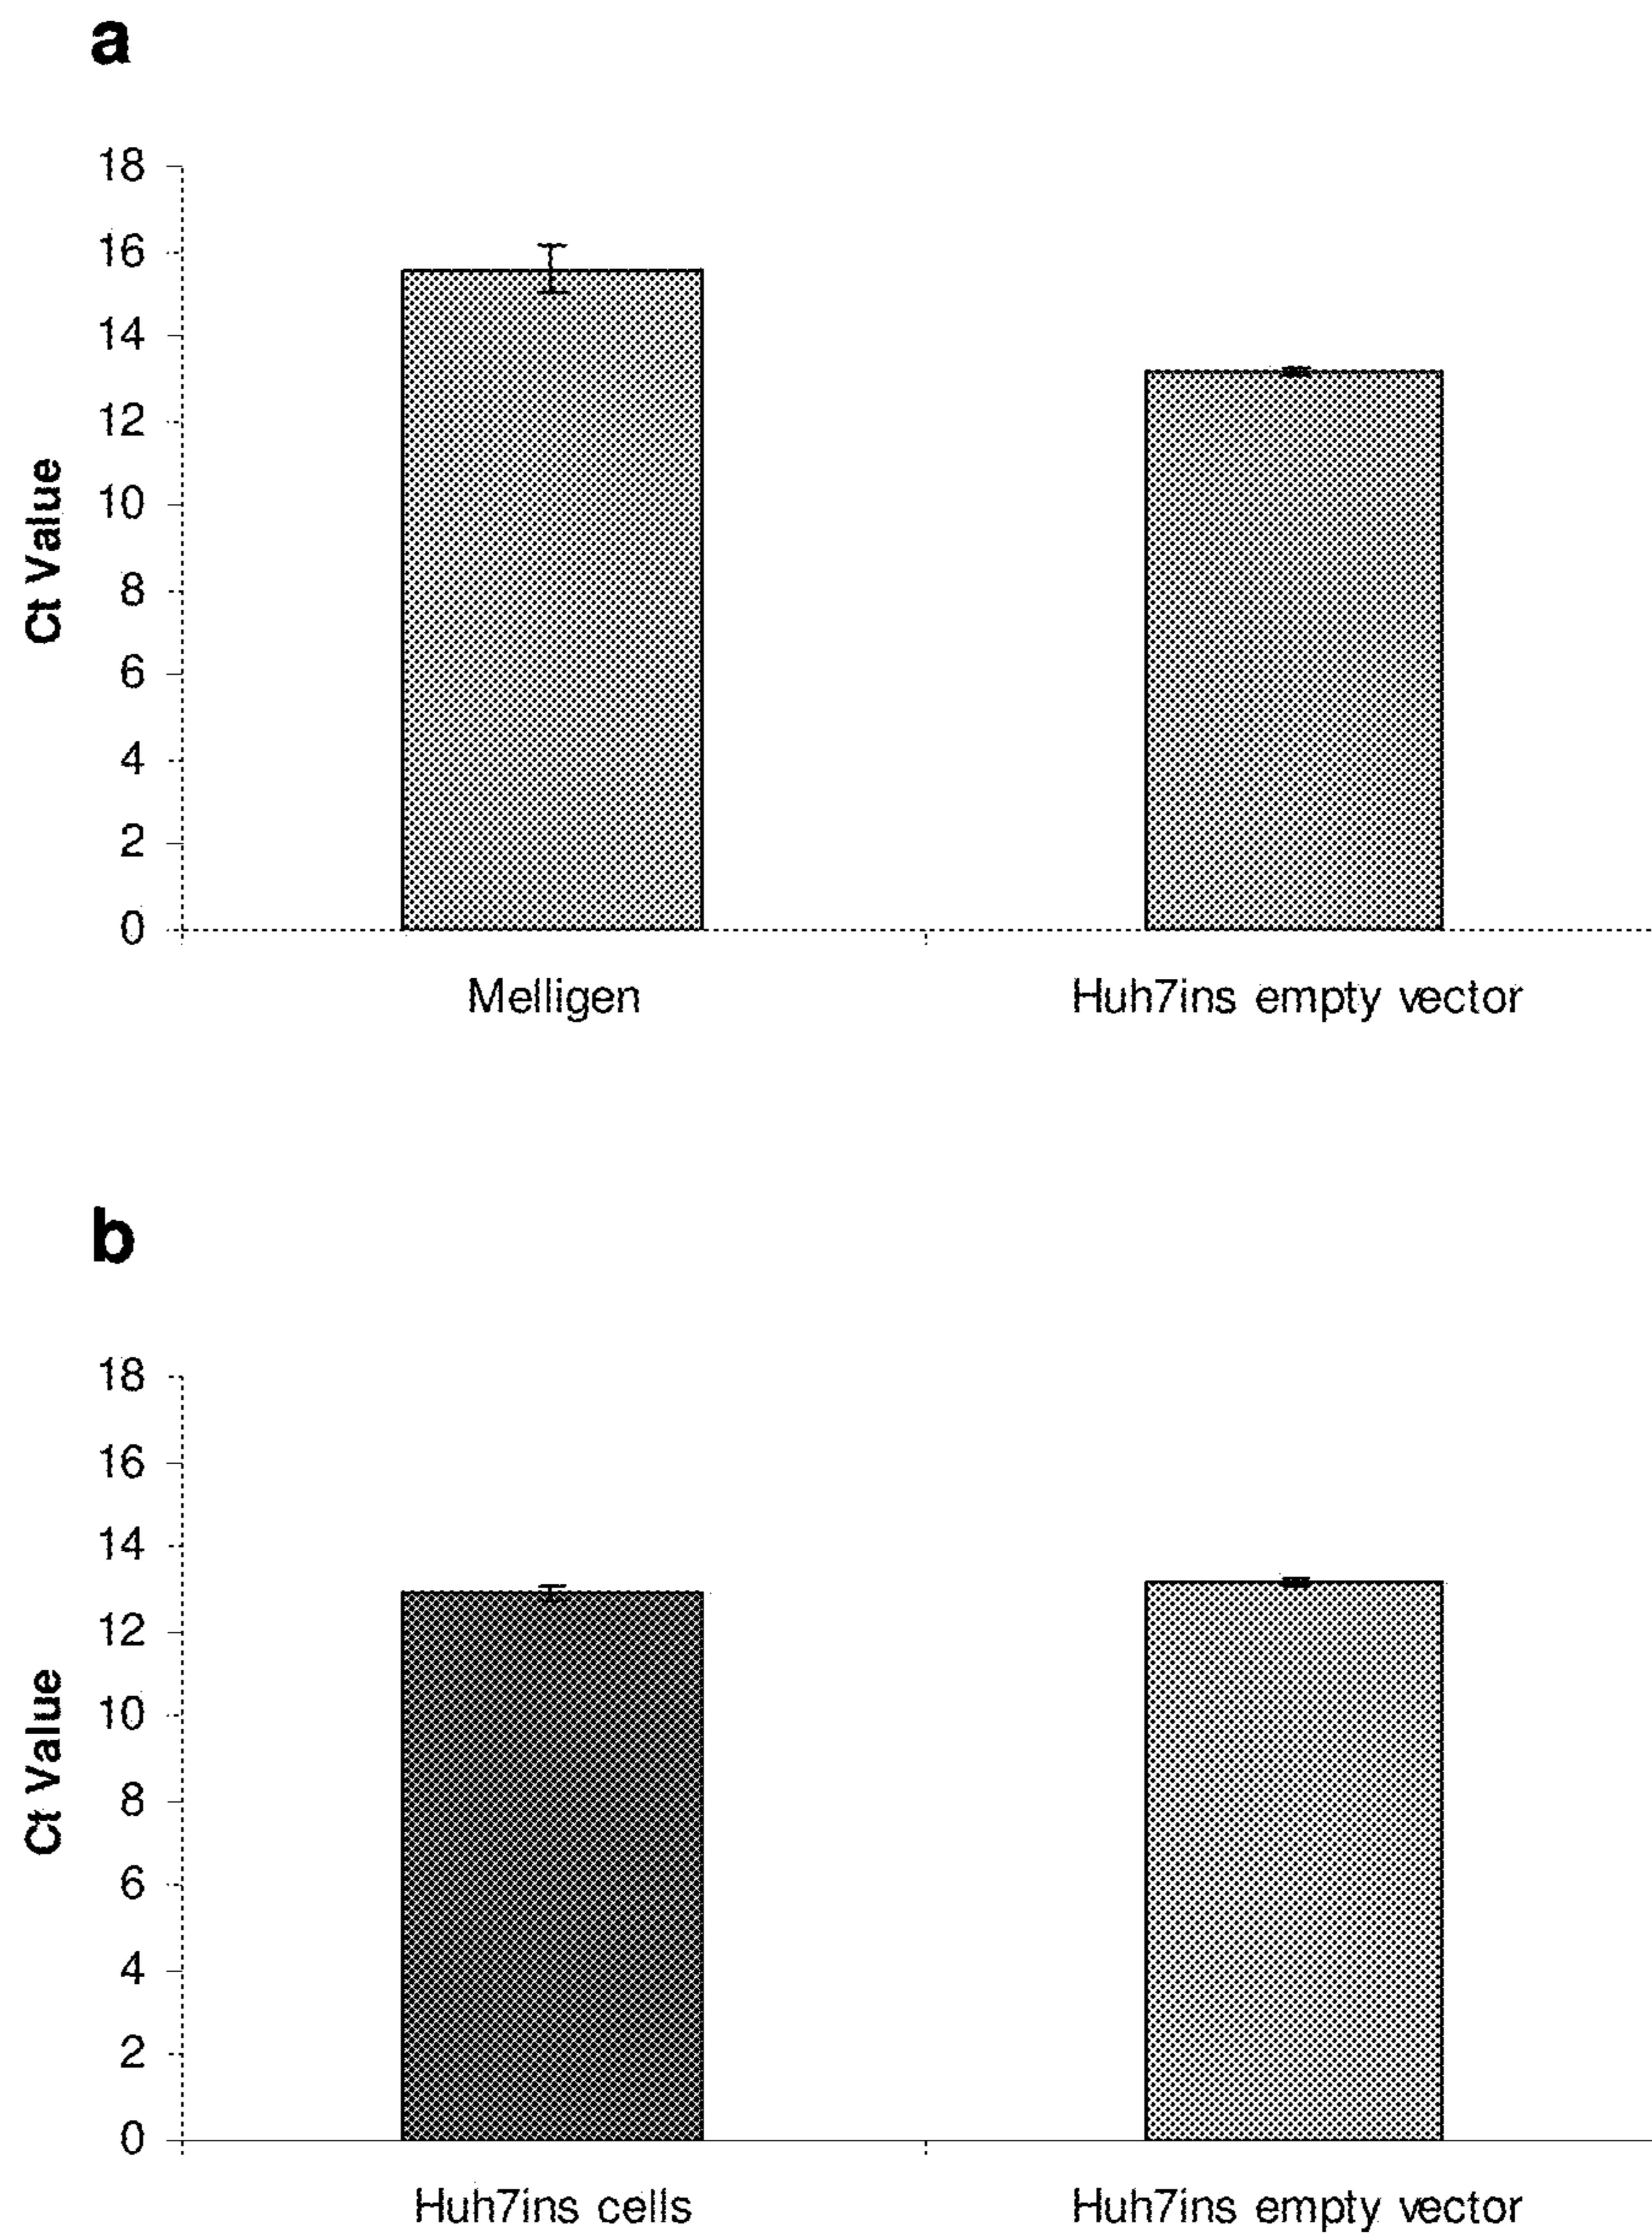 a
18
16
14
12
10
8
6
4
2
0
Ct Value
Melligen
Huh7ins empty vector
b
18
16
14
12
10
8
6
4
2
0
Ct Value
Huh7ins cells
Huh7ins empty vector